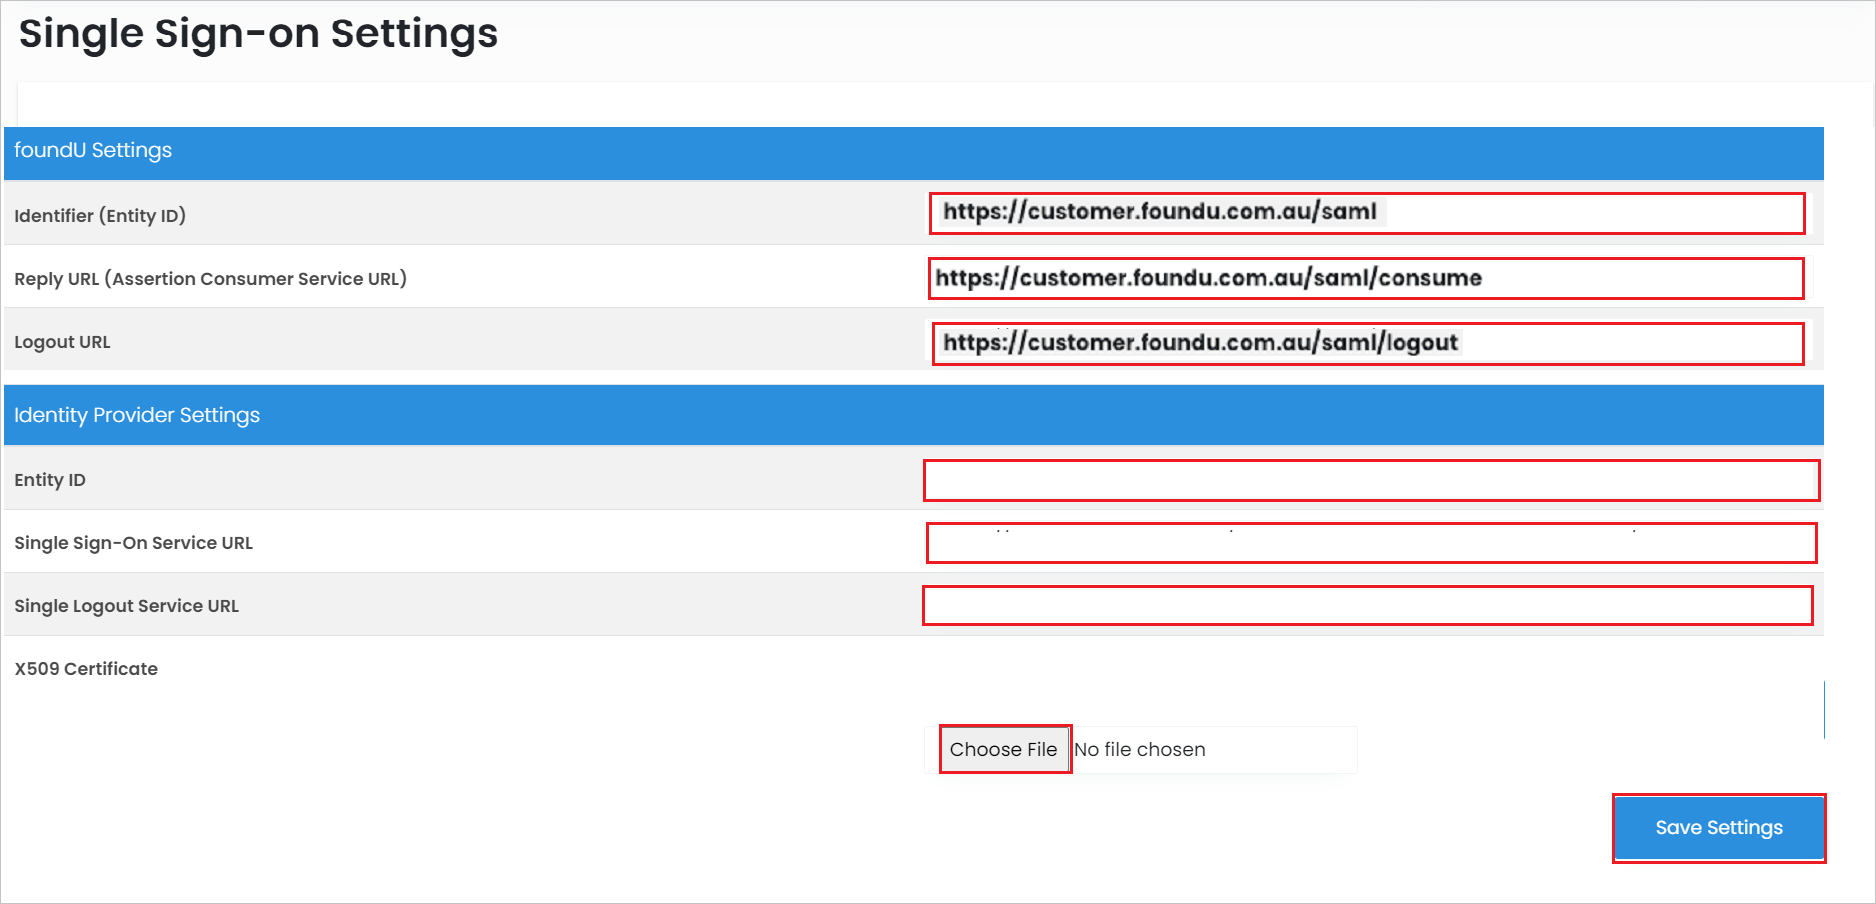 Single Sign-on Settings
foundU Settings
Identifier (Entity ID)
https://customer.foundu.com.au/saml
Reply URL (Assertion Consumer Service URL)
https://customer.foundu.com.au/saml/consume
Logout URL
https://customer.foundu.com.au/saml/logout
Identity Provider Settings
Entity ID
Single Sign-On Service URL
Single Logout Service URL
X509 Certificate
Choose File No file chosen
Save Settings